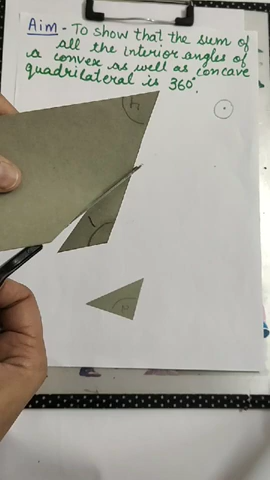 Aim - To show that the sum of
all the interior angles of
a convex as well as concave
quadrilateral is 360°.